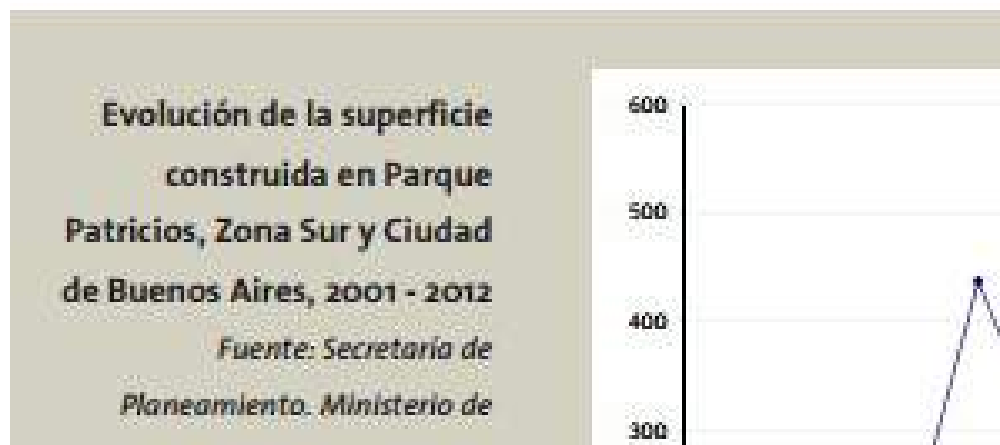 Evolución de la superficie
construida en Parque
Patricios, Zona Sur y Ciudad
de Buenos Aires, 2001 - 2012
Fuente: Secretaría de
Planeamiento. Ministerio de
600
500
400
300